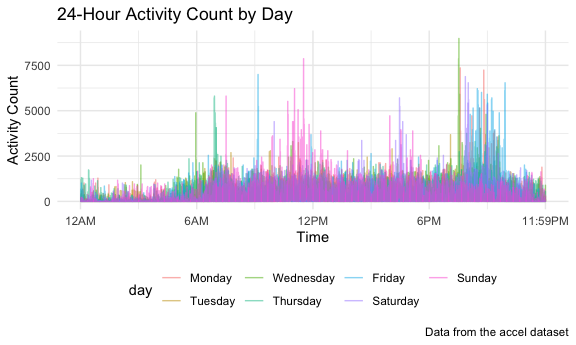 24-Hour Activity Count by Day
Activity Count
7500
5000
2500
0
12AM 6AM 12PM 6PM 11:59PM
Time
day
Monday Wednesday Friday Sunday
Tuesday Thursday Saturday
Data from the accel dataset